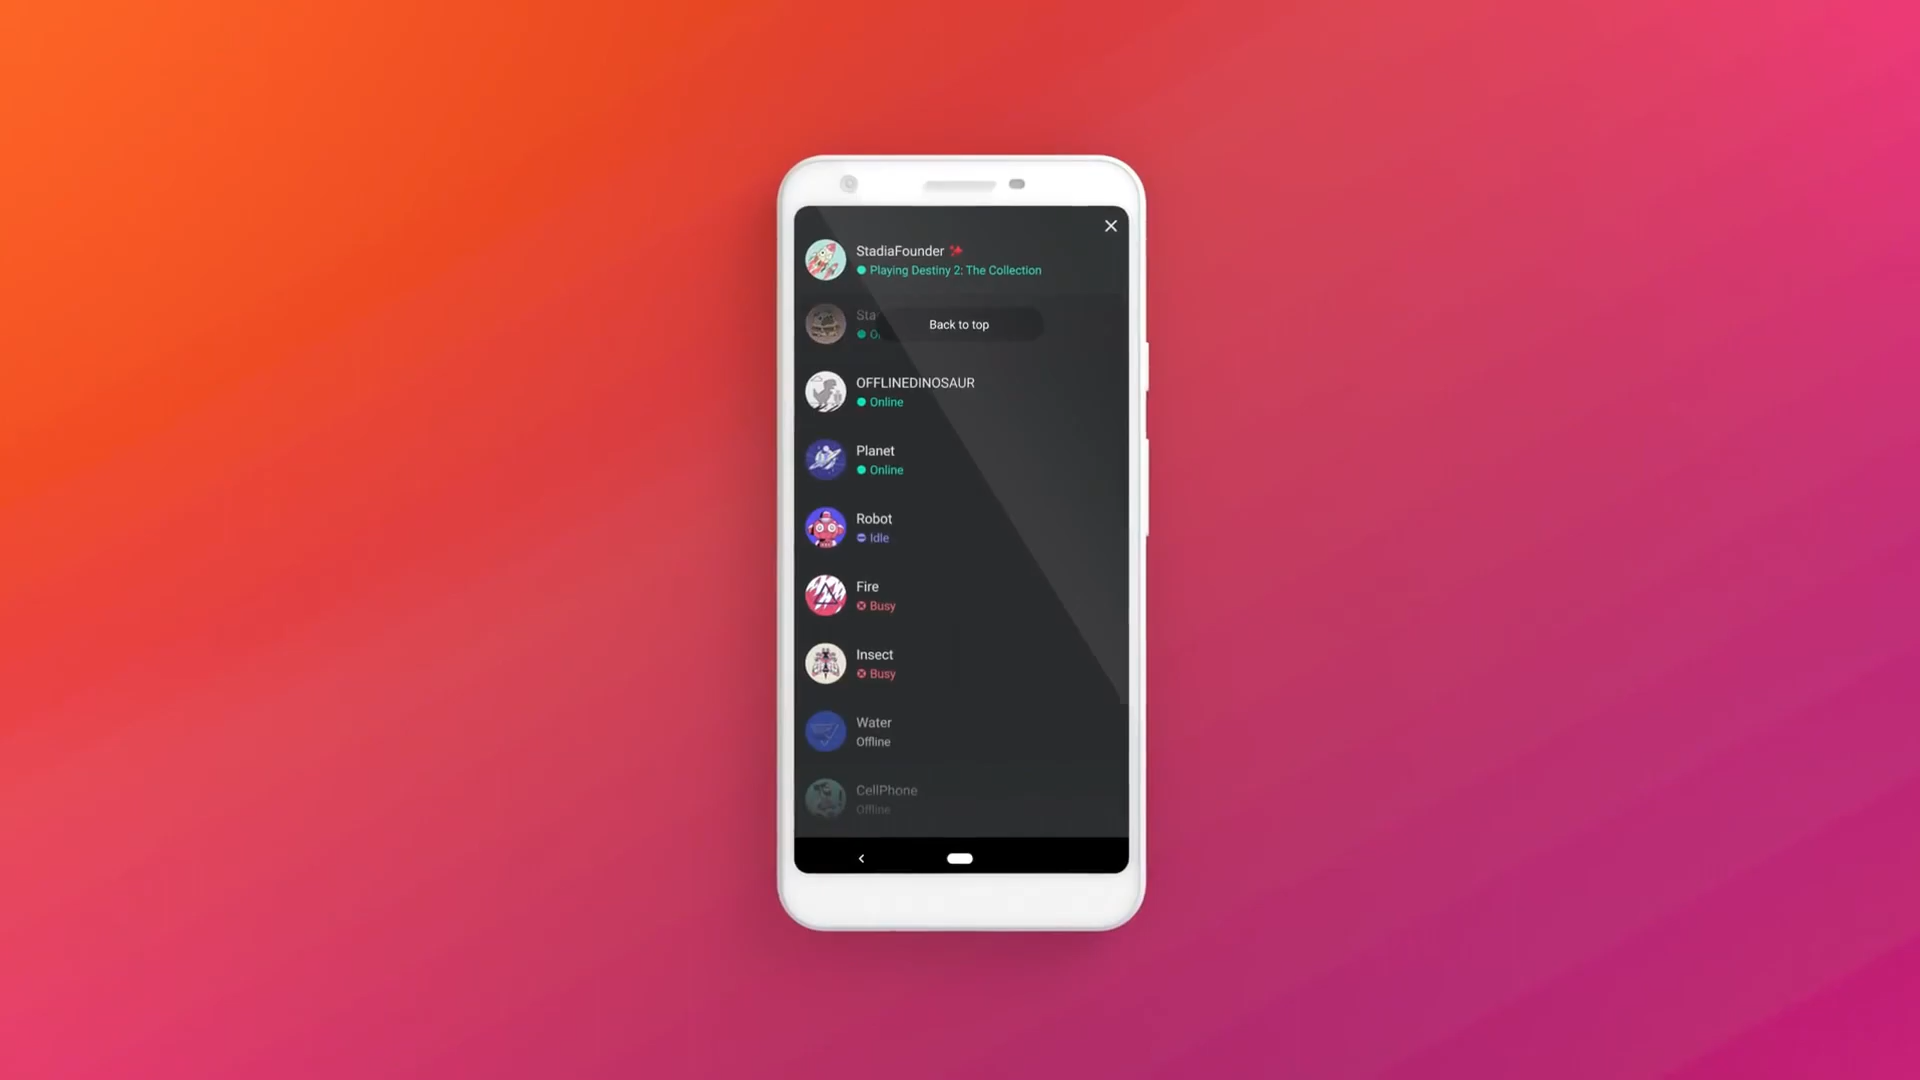 StadiaFounder
Playing Destiny 2: The Collection
Back to top
OFFLINEDINOSAUR
Online
Planet
Online
Robot
Idle
Fire
Busy
Insect
Busy
Water
Offline
CellPhone
Offline